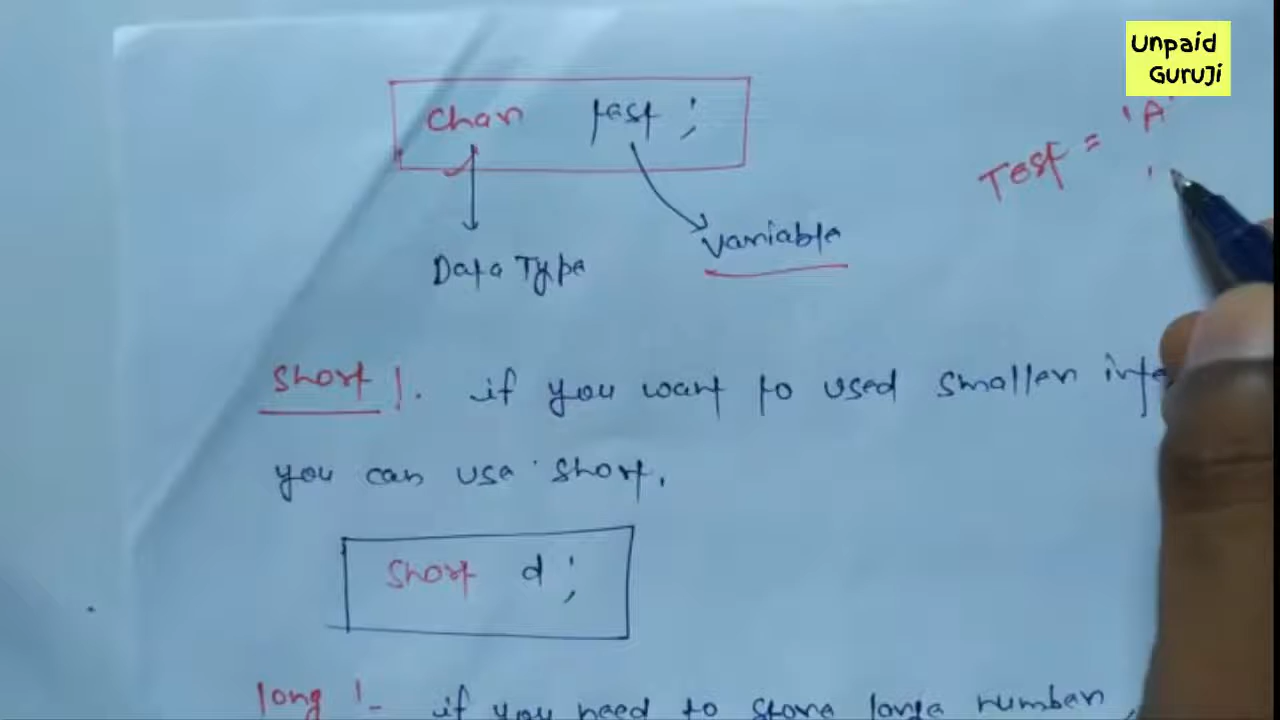 Unpaid
GuruJi
char test ;
Test = 'A'
Data Type
variable
short :- if you want to used smaller inte
you can use short.
short d ;
long :- if you need to store large number,